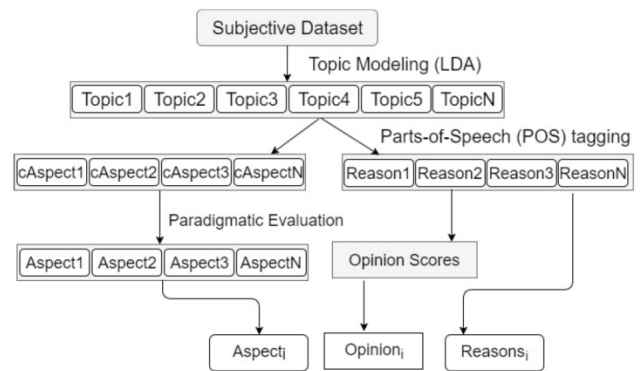 Subjective Dataset
Topic Modeling (LDA)
Topic1 Topic2 Topic3 Topic4 Topic5 TopicN
Parts-of-Speech (POS) tagging
cAspect1 cAspect2 cAspect3 cAspectN
Reason1 Reason2 Reason3 ReasonN
Paradigmatic Evaluation
Aspect1 Aspect2 Aspect3 AspectN
Opinion Scores
Aspecti
Opinioni
Reasonsi